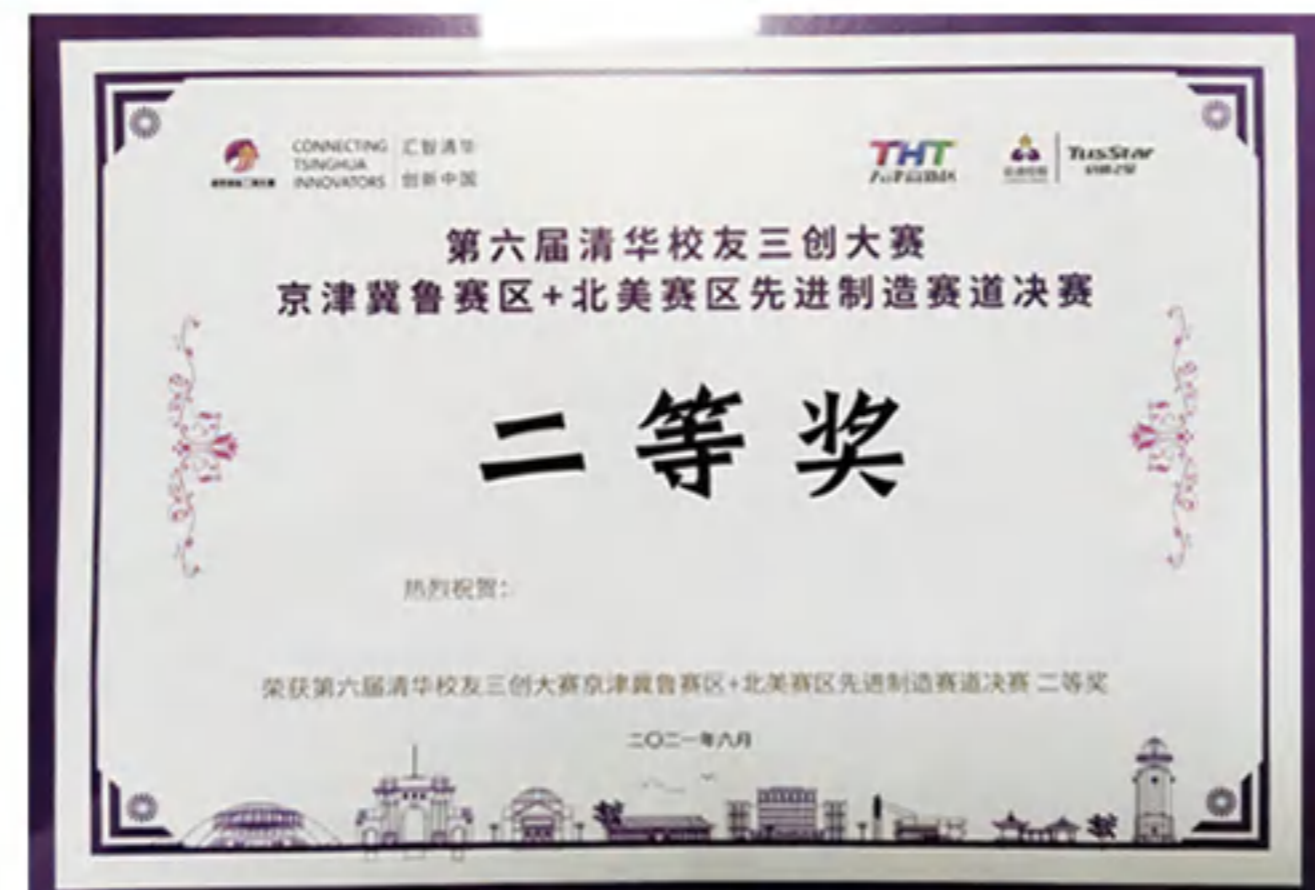 CONNECTING
TSINGHUA
INNOVATORS
汇智清华
创新中国
THT
TusStar
第六届清华校友三创大赛
京津冀鲁赛区+北美赛区先进制造赛道决赛
二等奖
热烈祝贺：
荣获第六届清华校友三创大赛京津冀鲁赛区+北美赛区先进制造赛道决赛 二等奖
二〇二一年六月